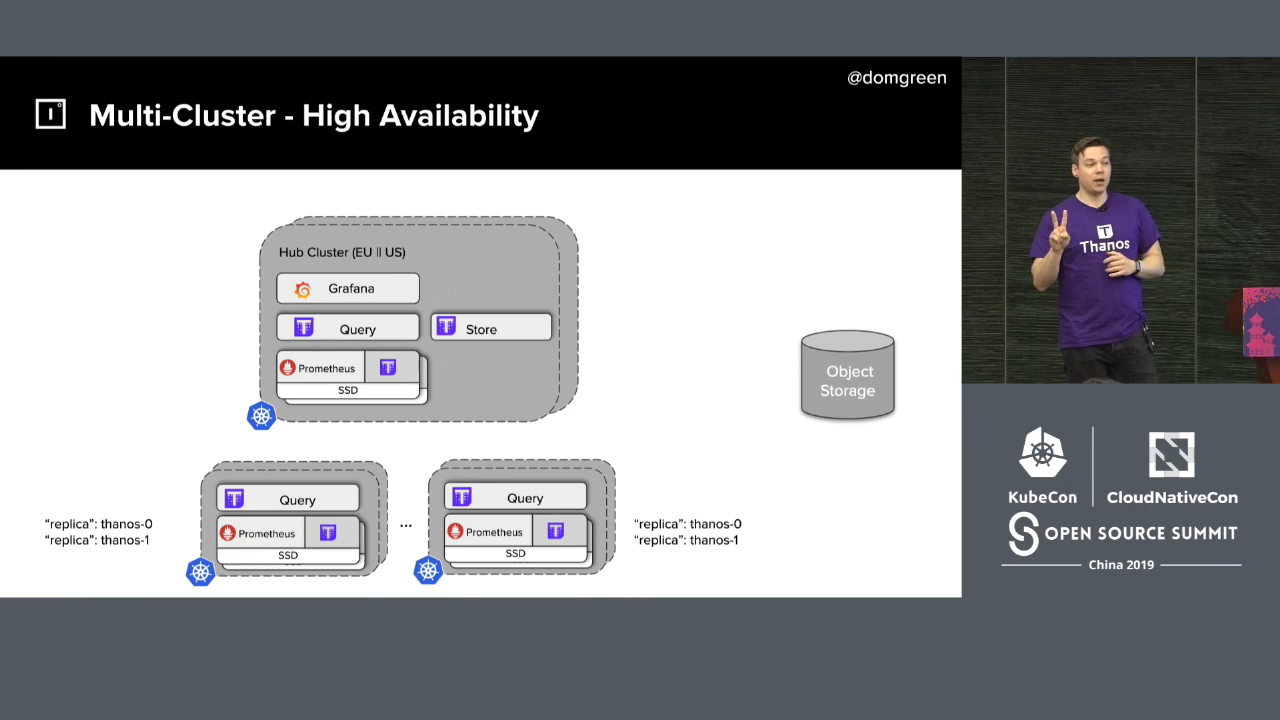 @domgreen
Multi-Cluster - High Availability
Hub Cluster (EU || US)
Grafana
Query
Store
Prometheus
SSD
Object
Storage
Query
Prometheus
SSD
"replica": thanos-0
"replica": thanos-1
...
Query
Prometheus
SSD
"replica": thanos-0
"replica": thanos-1
Thanos
KubeCon
CloudNativeCon
OPEN SOURCE SUMMIT
China 2019